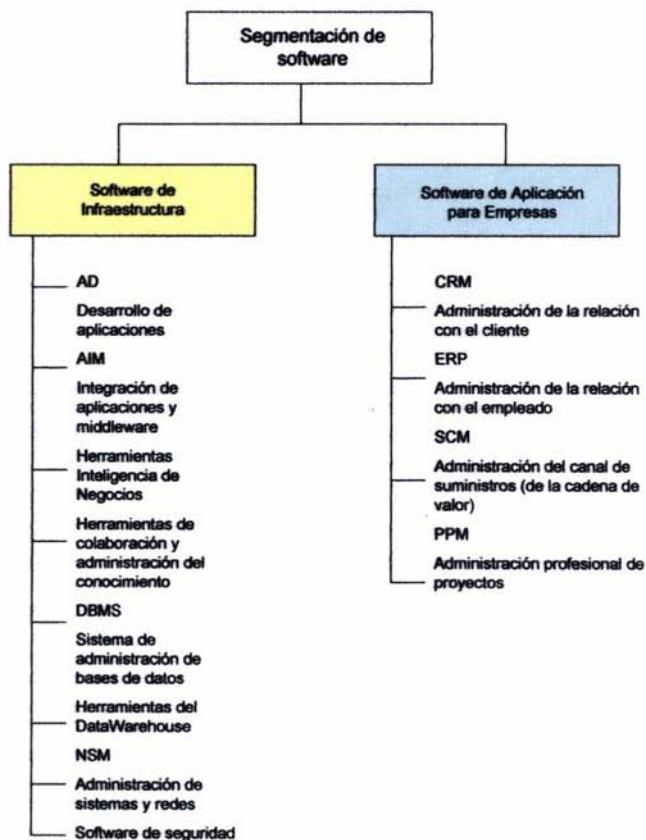 Segmentación de
software
Software de
Infraestructura
AD
Desarrollo de
aplicaciones
AIM
Integración de
aplicaciones y
middleware
Herramientas
Inteligencia de
Negocios
Herramientas de
colaboración y
administración del
conocimiento
DBMS
Sistema de
administración de
bases de datos
Herramientas del
DataWarehouse
NSM
Administración de
sistemas y redes
Software de seguridad
Software de Aplicación
para Empresas
CRM
Administración de la relación
con el cliente
ERP
Administración de la relación
con el empleado
SCM
Administración del canal de
suministros (de la cadena de
valor)
PPM
Administración profesional de
proyectos